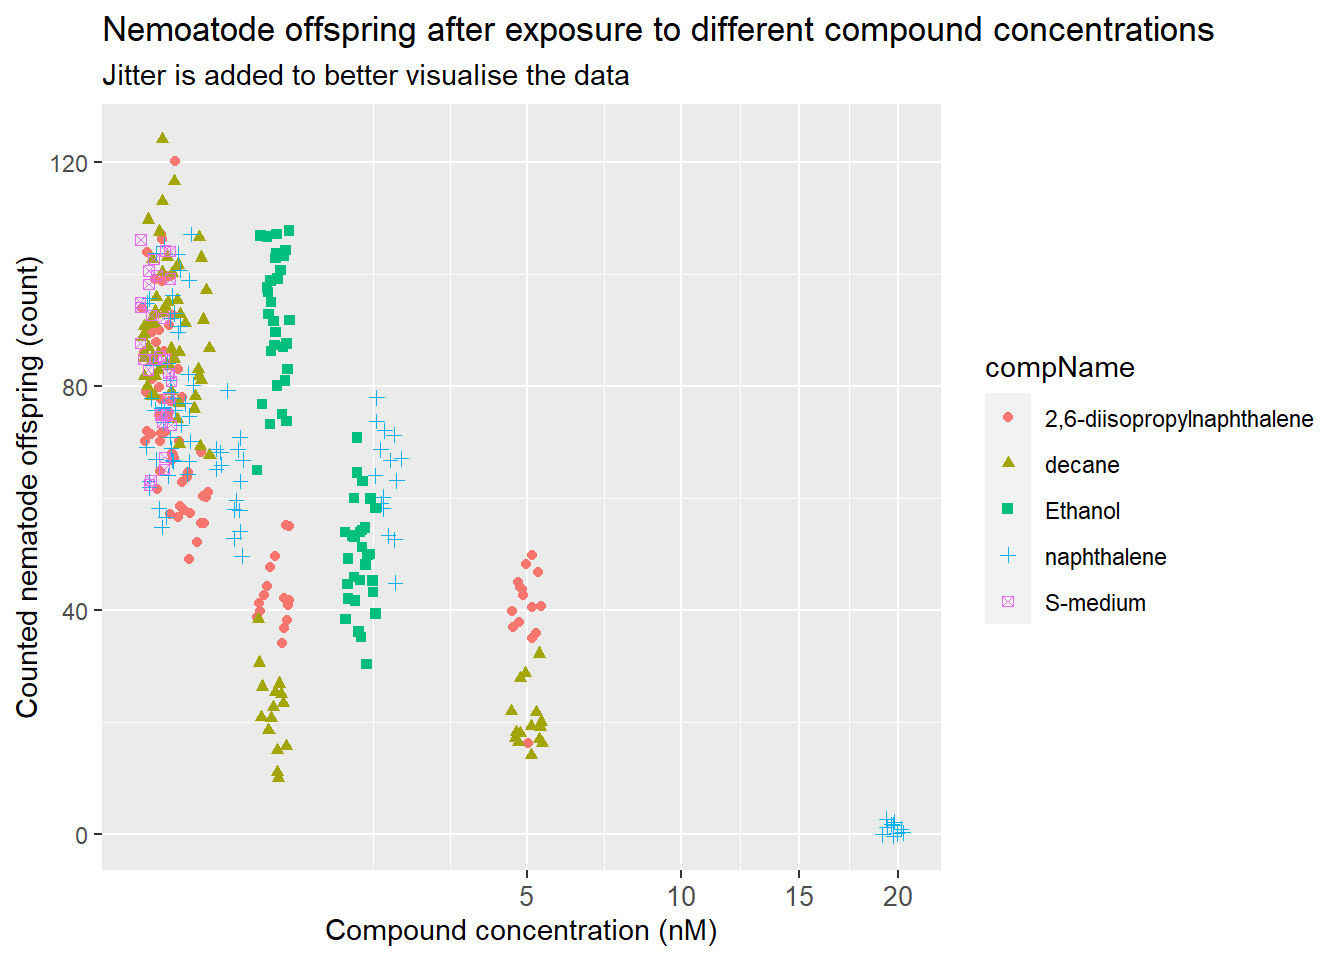 Nemoatode offspring after exposure to different compound concentrations
Jitter is added to better visualise the data
120
80
40
0
Counted nematode offspring (count)
5 10 15 20
Compound concentration (nM)
compName
2,6-diisopropylnaphthalene
decane
Ethanol
naphthalene
S-medium